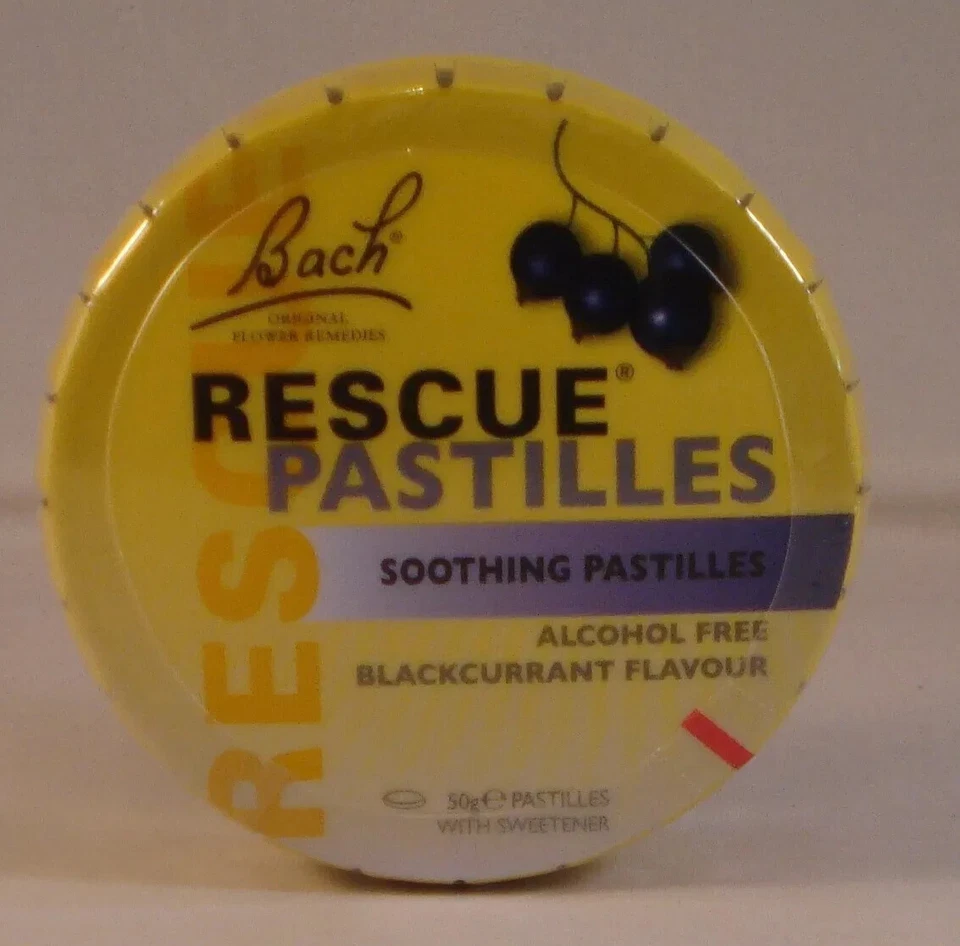 Bach®
ORIGINAL
FLOWER REMEDIES
RESCUE®
PASTILLES
SOOTHING PASTILLES
ALCOHOL FREE
BLACKCURRANT FLAVOUR
50g℮ PASTILLES
WITH SWEETENER
RESCUE